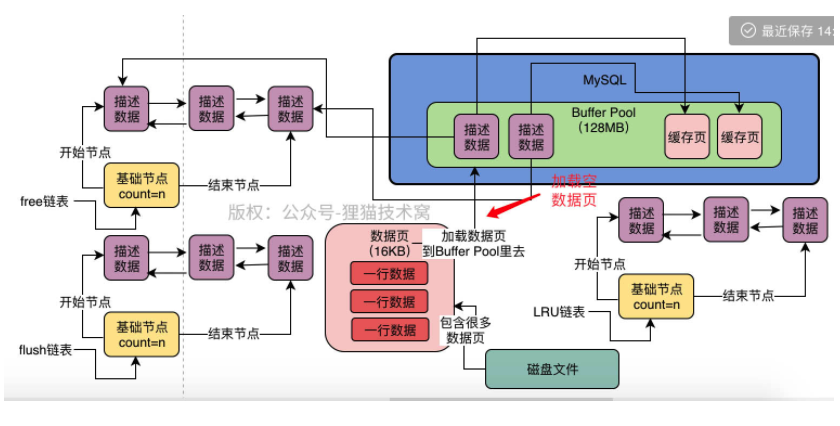 最近保存 14:
MySQL
Buffer Pool
(128MB)
描述
数据
描述
数据
缓存页
缓存页
描述
数据
描述
数据
描述
数据
开始节点
基础节点
count=n
结束节点
free链表
版权：公众号-狸猫技术窝
加载空
数据页
描述
数据
描述
数据
描述
数据
开始节点
基础节点
count=n
结束节点
flush链表
数据页
(16KB)
一行数据
一行数据
一行数据
加载数据页
到Buffer Pool里去
包含很多
数据页
磁盘文件
描述
数据
描述
数据
描述
数据
开始节点
基础节点
count=n
结束节点
LRU链表